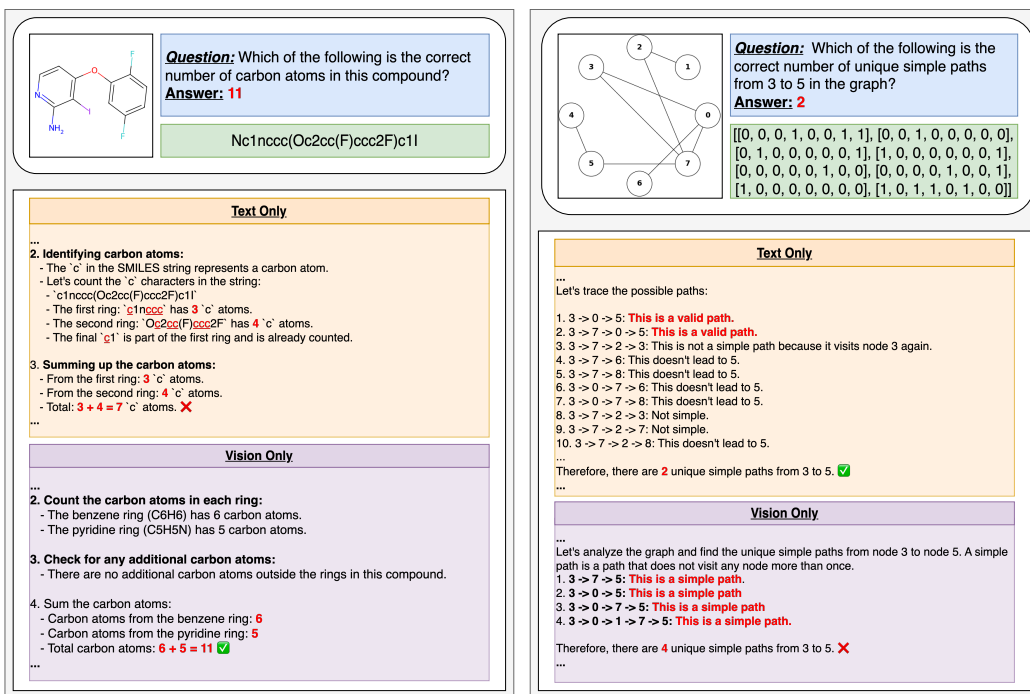 Question: Which of the following is the correct
number of carbon atoms in this compound?
Answer: 11
F
O
N
I
NH₂
F
Nc1nccc(Oc2cc(F)ccc2F)c1I
Text Only
...
2. Identifying carbon atoms:
- The `c` in the SMILES string represents a carbon atom.
- Let's count the `c` characters in the string:
- `c1nccc(Oc2cc(F)ccc2F)c1I`
- The first ring: `c1nccc` has 3 `c` atoms.
- The second ring: `Oc2cc(F)ccc2F` has 4 `c` atoms.
- The final `c1` is part of the first ring and is already counted.
3. Summing up the carbon atoms:
- From the first ring: 3 `c` atoms.
- From the second ring: 4 `c` atoms.
- Total: 3 + 4 = 7 `c` atoms. ❌
...
Vision Only
...
2. Count the carbon atoms in each ring:
- The benzene ring (C6H6) has 6 carbon atoms.
- The pyridine ring (C5H5N) has 5 carbon atoms.
3. Check for any additional carbon atoms:
- There are no additional carbon atoms outside the rings in this compound.
4. Sum the carbon atoms:
- Carbon atoms from the benzene ring: 6
- Carbon atoms from the pyridine ring: 5
- Total carbon atoms: 6 + 5 = 11 ✅
...
2
3
1
4
0
5
7
6
Question: Which of the following is the
correct number of unique simple paths
from 3 to 5 in the graph?
Answer: 2
[[0, 0, 0, 1, 0, 0, 1, 1], [0, 0, 1, 0, 0, 0, 0, 0],
[0, 1, 0, 0, 0, 0, 0, 1], [1, 0, 0, 0, 0, 0, 0, 1],
[0, 0, 0, 0, 0, 1, 0, 0], [0, 0, 0, 0, 1, 0, 0, 1],
[1, 0, 0, 0, 0, 0, 0, 0], [1, 0, 1, 1, 0, 1, 0, 0]]
Text Only
...
Let's trace the possible paths:
1. 3 -> 0 -> 5: This is a valid path.
2. 3 -> 7 -> 0 -> 5: This is a valid path.
3. 3 -> 7 -> 2 -> 3: This is not a simple path because it visits node 3 again.
4. 3 -> 7 -> 6: This doesn't lead to 5.
5. 3 -> 7 -> 8: This doesn't lead to 5.
6. 3 -> 0 -> 7 -> 6: This doesn't lead to 5.
7. 3 -> 0 -> 7 -> 8: This doesn't lead to 5.
8. 3 -> 7 -> 2 -> 3: Not simple.
9. 3 -> 7 -> 2 -> 7: Not simple.
10. 3 -> 7 -> 2 -> 8: This doesn't lead to 5.
...
Therefore, there are 2 unique simple paths from 3 to 5. ✅
...
Vision Only
...
Let's analyze the graph and find the unique simple paths from node 3 to node 5. A simple
path is a path that does not visit any node more than once.
1. 3 -> 7 -> 5: This is a simple path.
2. 3 -> 0 -> 5: This is a simple path
3. 3 -> 0 -> 7 -> 5: This is a simple path
4. 3 -> 0 -> 1 -> 7 -> 5: This is a simple path.
Therefore, there are 4 unique simple paths from 3 to 5. ❌
...